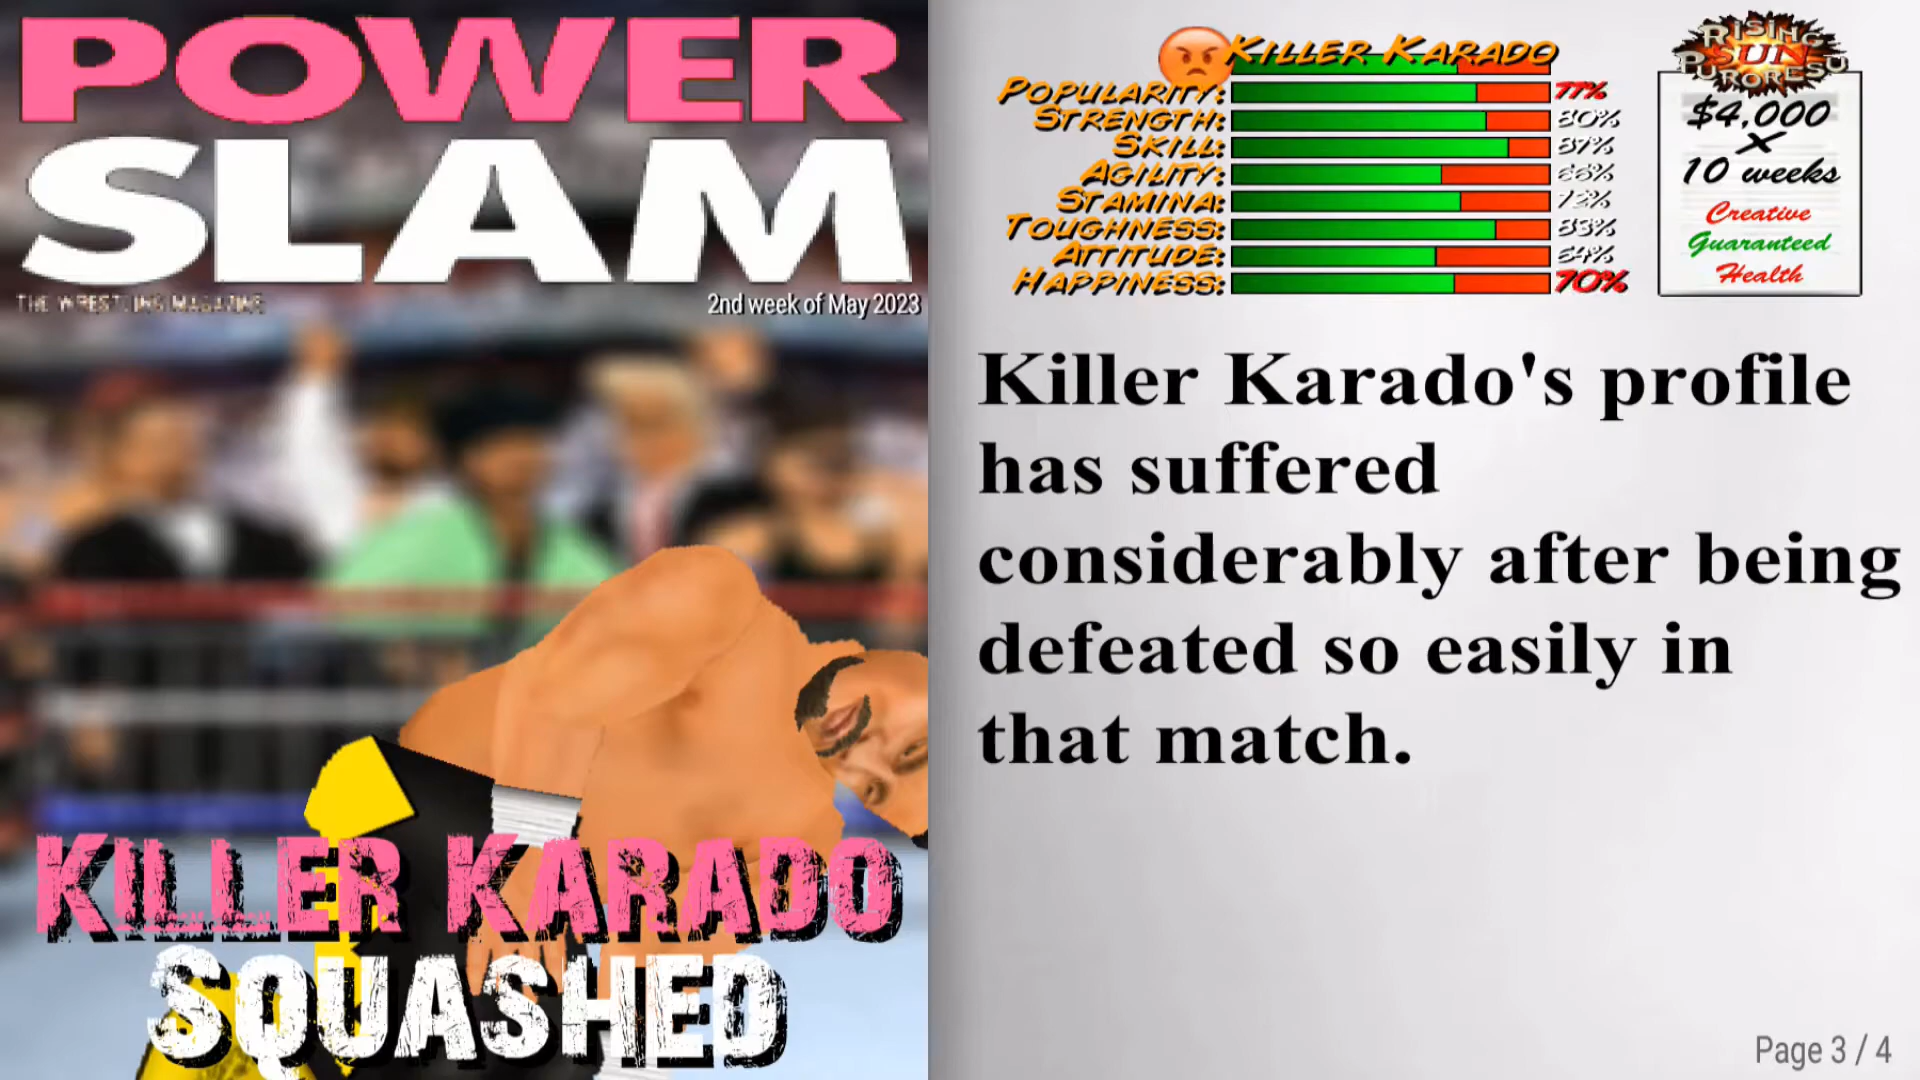 POWER
SLAM
THE WRESTLING MAGAZINE
2nd week of May 2023
KILLER KARADO
SQUASHED
KILLER KARADO
POPULARITY: 77%
STRENGTH: 80%
SKILL: 87%
AGILITY: 66%
STAMINA: 72%
TOUGHNESS: 83%
ATTITUDE: 64%
HAPPINESS: 70%
RISING
SUN
PURORESU
$4,000
X
10 weeks
Creative
Guaranteed
Health
Killer Karado's profile
has suffered
considerably after being
defeated so easily in
that match.
Page 3 / 4